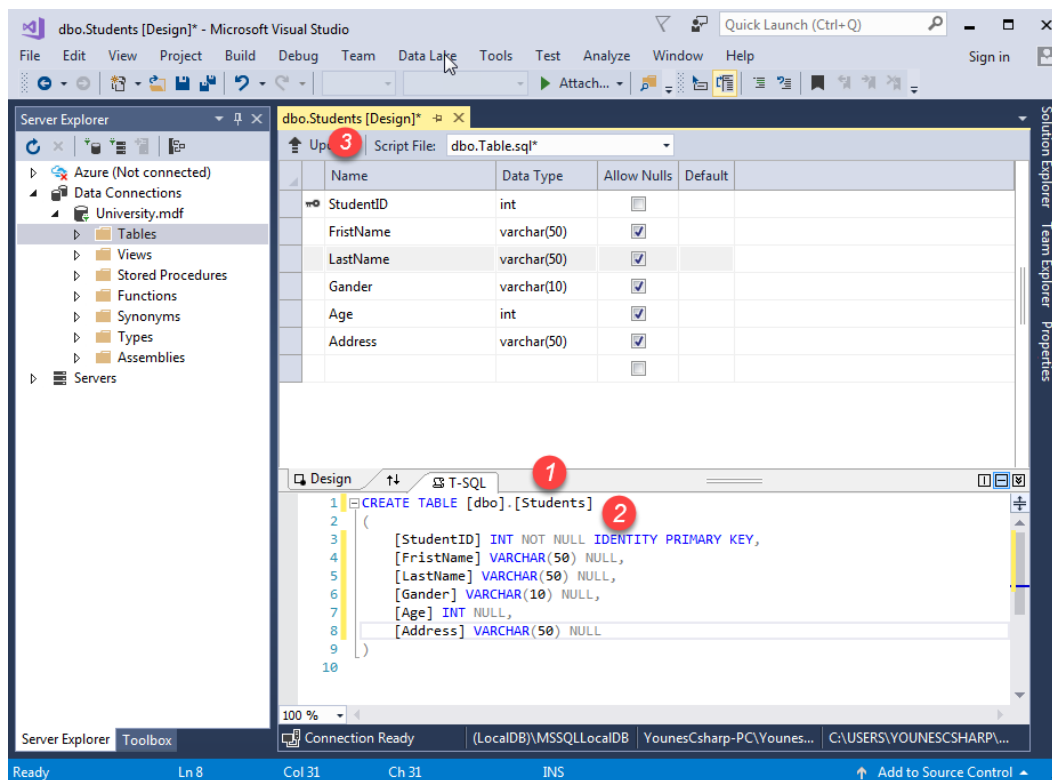 dbo.Students [Design]* - Microsoft Visual Studio
Quick Launch (Ctrl+Q)
File Edit View Project Build Debug Team Data Lake Tools Test Analyze Window Help Sign in
Attach...
Server Explorer
Azure (Not connected)
Data Connections
University.mdf
Tables
Views
Stored Procedures
Functions
Synonyms
Types
Assemblies
Servers
Server Explorer Toolbox
dbo.Students [Design]*
3 Script File: dbo.Table.sql*
Name Data Type Allow Nulls Default
StudentID int
FristName varchar(50)
LastName varchar(50)
Gander varchar(10)
Age int
Address varchar(50)
Design T-SQL
1
2
1 CREATE TABLE [dbo].[Students]
2 (
3 [StudentID] INT NOT NULL IDENTITY PRIMARY KEY,
4 [FristName] VARCHAR(50) NULL,
5 [LastName] VARCHAR(50) NULL,
6 [Gander] VARCHAR(10) NULL,
7 [Age] INT NULL,
8 [Address] VARCHAR(50) NULL
9 )
10
100 %
Connection Ready (LocalDB)\MSSQLLocalDB YounesCsharp-PC\Younes... C:\USERS\YOUNESCSHARP\...
Solution Explorer
Team Explorer
Properties
Ready Ln 8 Col 31 Ch 31 INS Add to Source Control